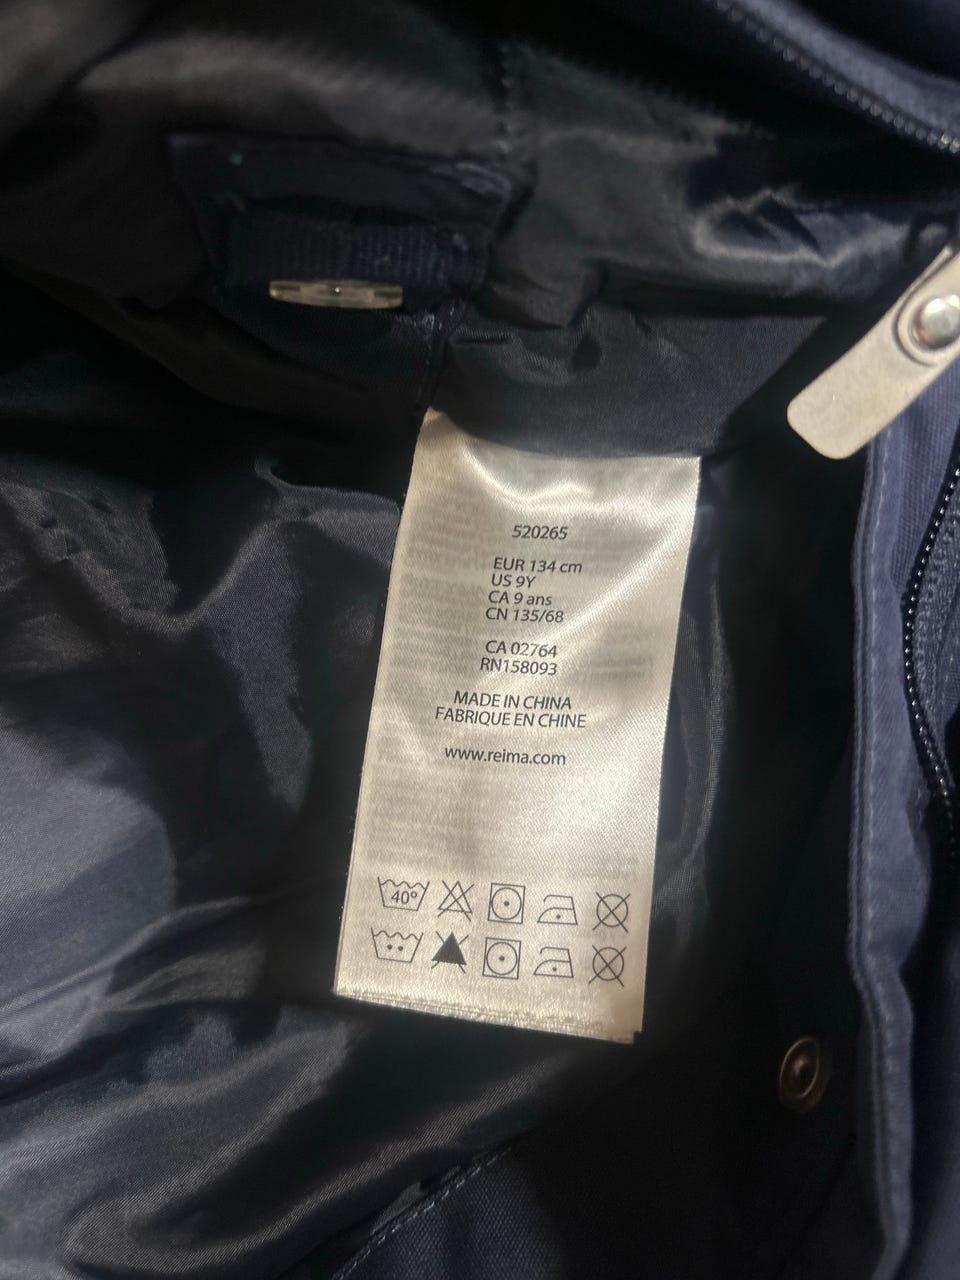 520265
EUR 134 cm
US 9Y
CA 9 ans
CN 135/68
CA 02764
RN158093
MADE IN CHINA
FABRIQUE EN CHINE
www.reima.com
40°